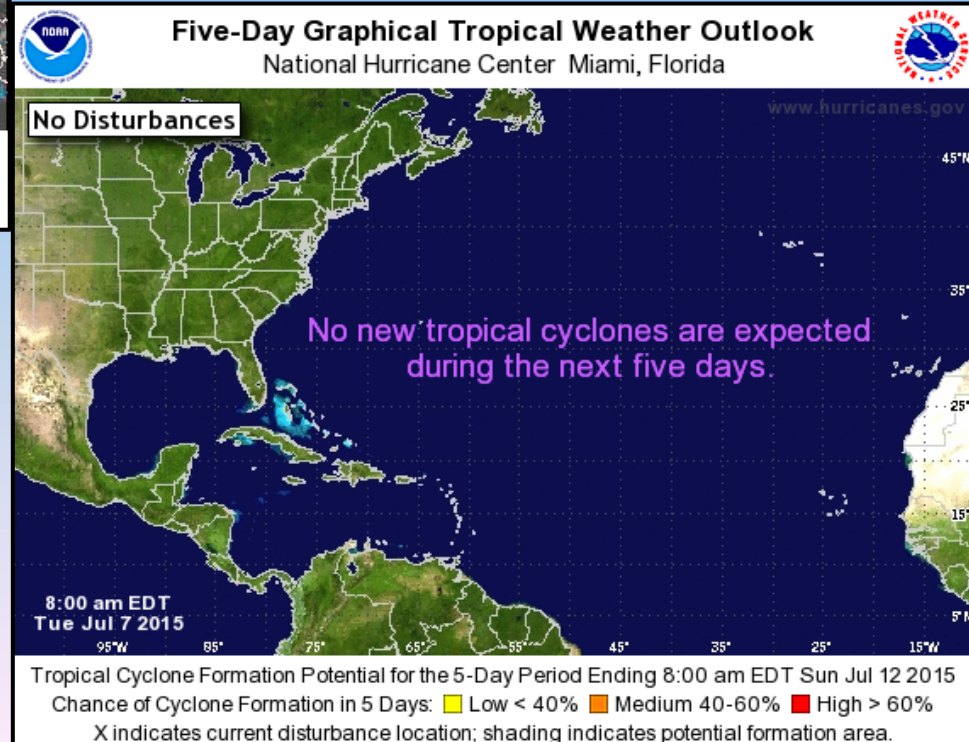 NOAA
Five-Day Graphical Tropical Weather Outlook
National Hurricane Center Miami, Florida
NATIONAL WEATHER SERVICE
No Disturbances
www.hurricanes.gov
45°N
35°
No new tropical cyclones are expected
during the next five days.
25°
15°
8:00 am EDT
Tue Jul 7 2015
5°N
95°W 85° 75° 65° 55° 45° 35° 25° 15°W
Tropical Cyclone Formation Potential for the 5-Day Period Ending 8:00 am EDT Sun Jul 12 2015
Chance of Cyclone Formation in 5 Days: Low < 40% Medium 40-60% High > 60%
X indicates current disturbance location; shading indicates potential formation area.